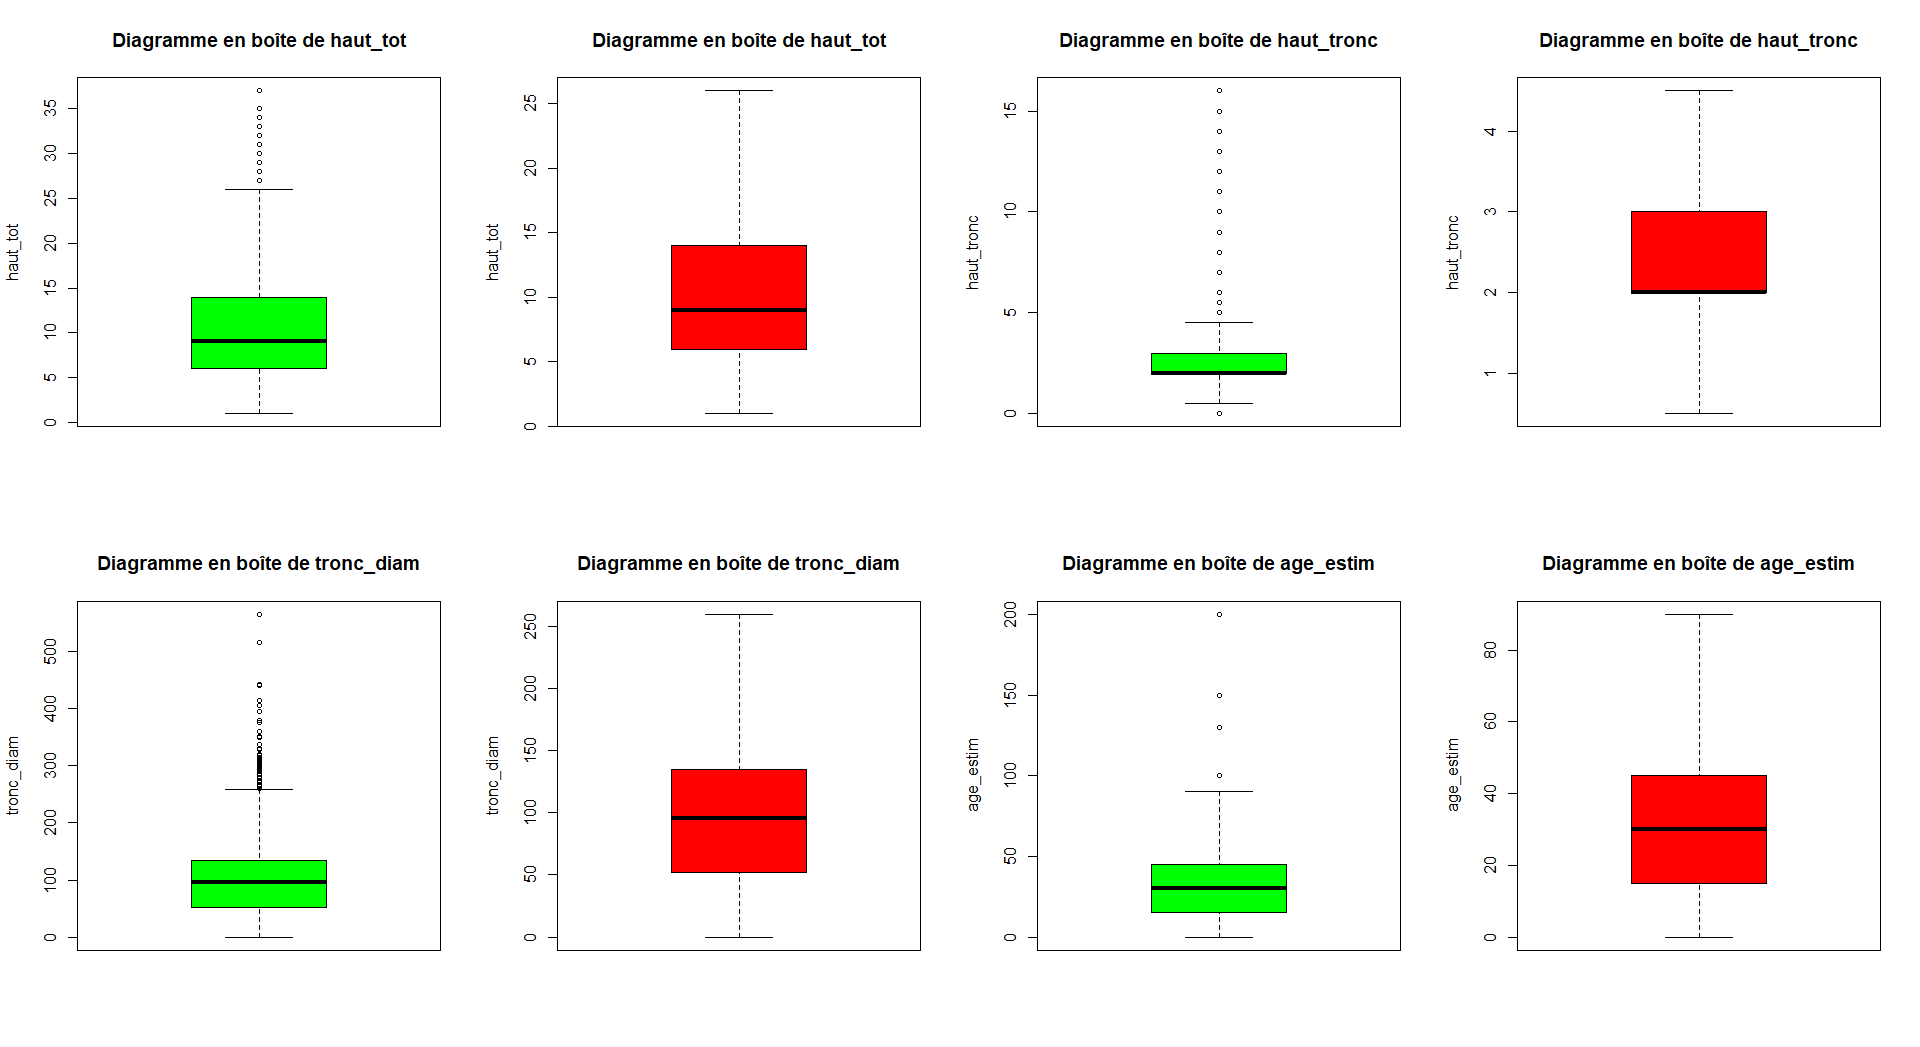 Diagramme en boîte de haut_tot
haut_tot
0 5 10 15 20 25 30 35
Diagramme en boîte de haut_tot
haut_tot
0 5 10 15 20 25
Diagramme en boîte de haut_tronc
haut_tronc
0 5 10 15
Diagramme en boîte de haut_tronc
haut_tronc
1 2 3 4
Diagramme en boîte de tronc_diam
tronc_diam
0 100 200 300 400 500
Diagramme en boîte de tronc_diam
tronc_diam
0 50 100 150 200 250
Diagramme en boîte de age_estim
age_estim
0 50 100 150 200
Diagramme en boîte de age_estim
age_estim
0 20 40 60 80